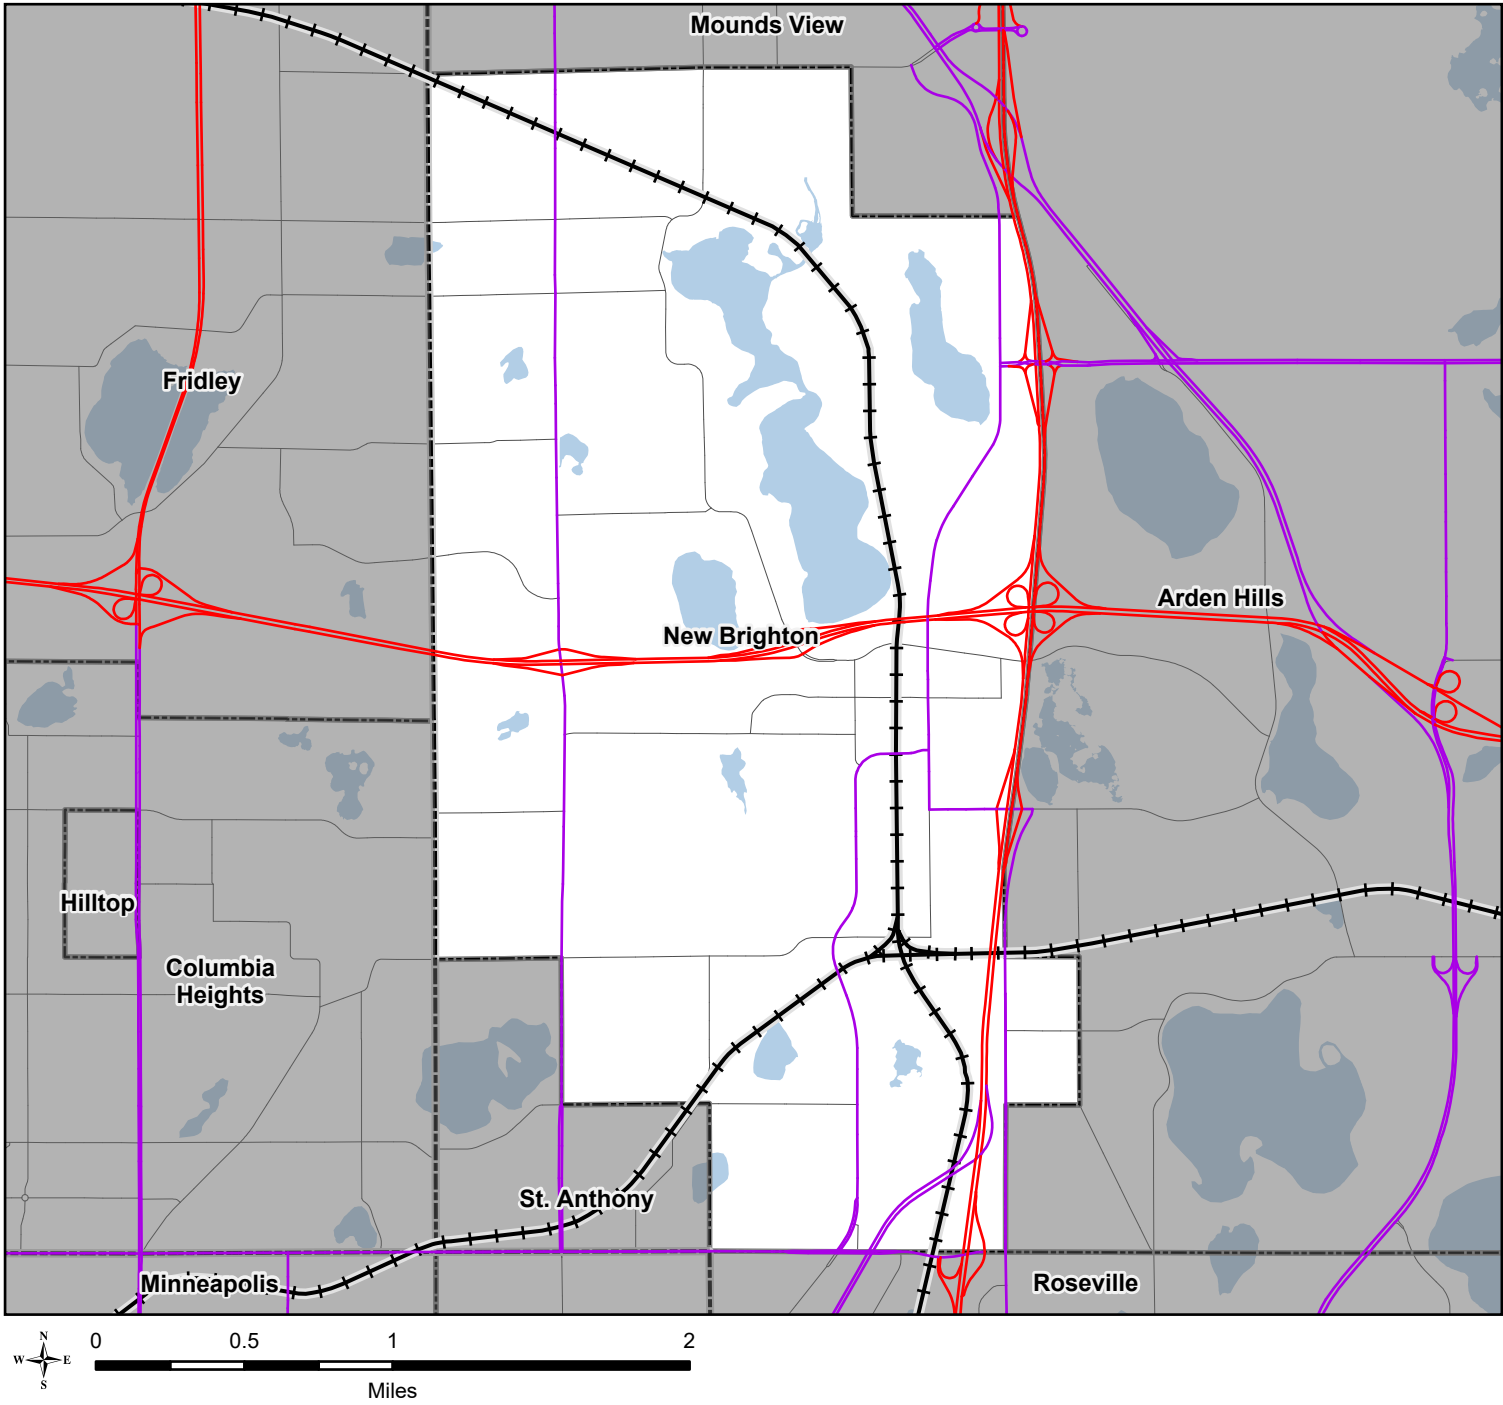 Mounds View
Fridley
Arden Hills
New Brighton
Hilltop
Columbia
Heights
St. Anthony
Minneapolis
Roseville
N
W E
S
0 0.5 1 2
Miles